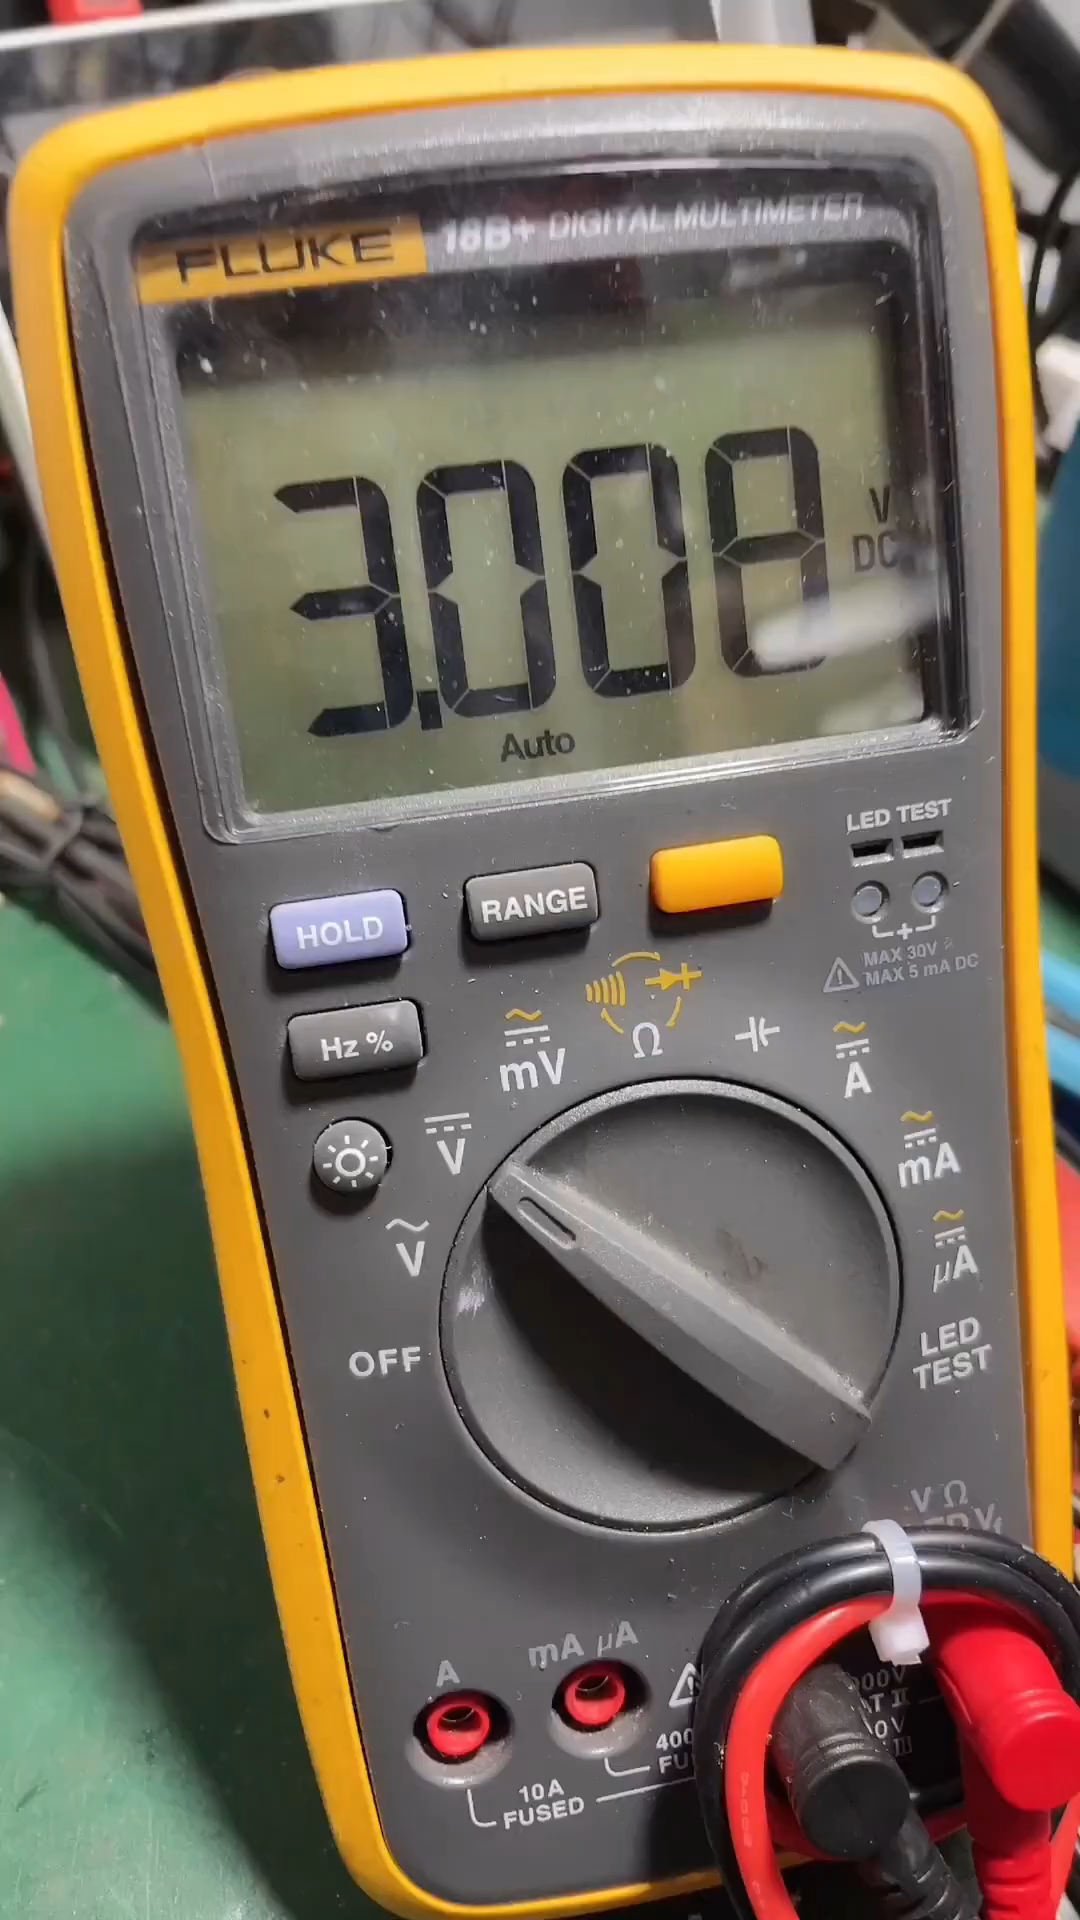 FLUKE 18B+ DIGITAL MULTIMETER
3.008
V
DC
Auto
LED TEST
HOLD
RANGE
+
MAX 30V
MAX 5 mA DC
Hz %
mV
Ω
A
V
mA
V
µA
OFF
LED
TEST
V Ω
A
mA µA
10A
FUSED